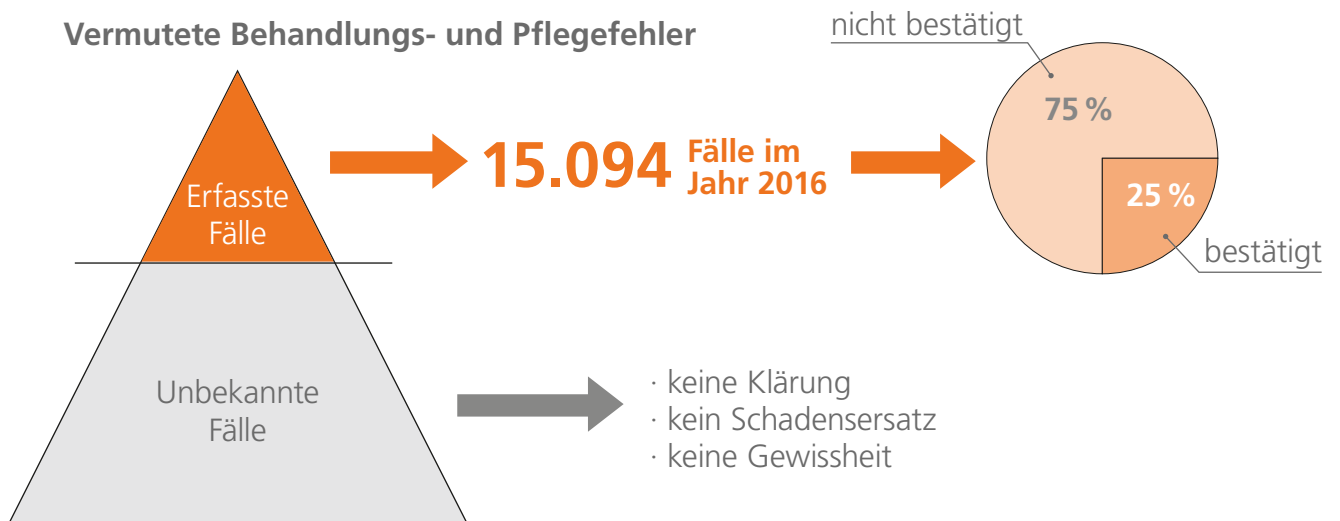 Vermutete Behandlungs- und Pflegefehler
Erfasste
Fälle
15.094
Fälle im
Jahr 2016
nicht bestätigt
75 %
25 %
bestätigt
Unbekannte
Fälle
· keine Klärung
· kein Schadensersatz
· keine Gewissheit